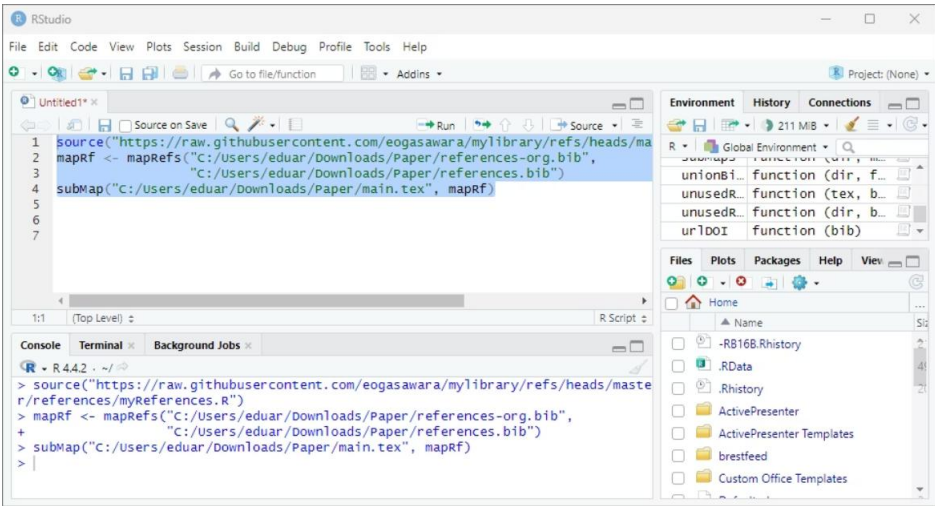 RStudio
File Edit Code View Plots Session Build Debug Profile Tools Help
Go to file/function Addins Project: (None)
Untitled1*
Source on Save Run Source
1 source("https://raw.githubusercontent.com/eogasawara/mylibrary/refs/heads/ma
2 mapRf <- mapRefs("C:/Users/eduar/Downloads/Paper/references-org.bib",
3 "C:/Users/eduar/Downloads/Paper/references.bib")
4 subMap("C:/Users/eduar/Downloads/Paper/main.tex", mapRf)
5
6
7
1:1 (Top Level) R Script
Console Terminal Background Jobs
R 4.4.2 · ~/
> source("https://raw.githubusercontent.com/eogasawara/mylibrary/refs/heads/maste
r/references/myReferences.R")
> mapRf <- mapRefs("C:/Users/eduar/Downloads/Paper/references-org.bib",
+ "C:/Users/eduar/Downloads/Paper/references.bib")
> subMap("C:/Users/eduar/Downloads/Paper/main.tex", mapRf)
>
Environment History Connections
211 MiB
R Global Environment
unionBi… function (dir, f…
unusedR… function (tex, b…
unusedR… function (dir, b…
urlDOI function (bib)
Files Plots Packages Help View
Home
Name Siz
-RB16B.Rhistory
.RData
.Rhistory
ActivePresenter
ActivePresenter Templates
brestfeed
Custom Office Templates